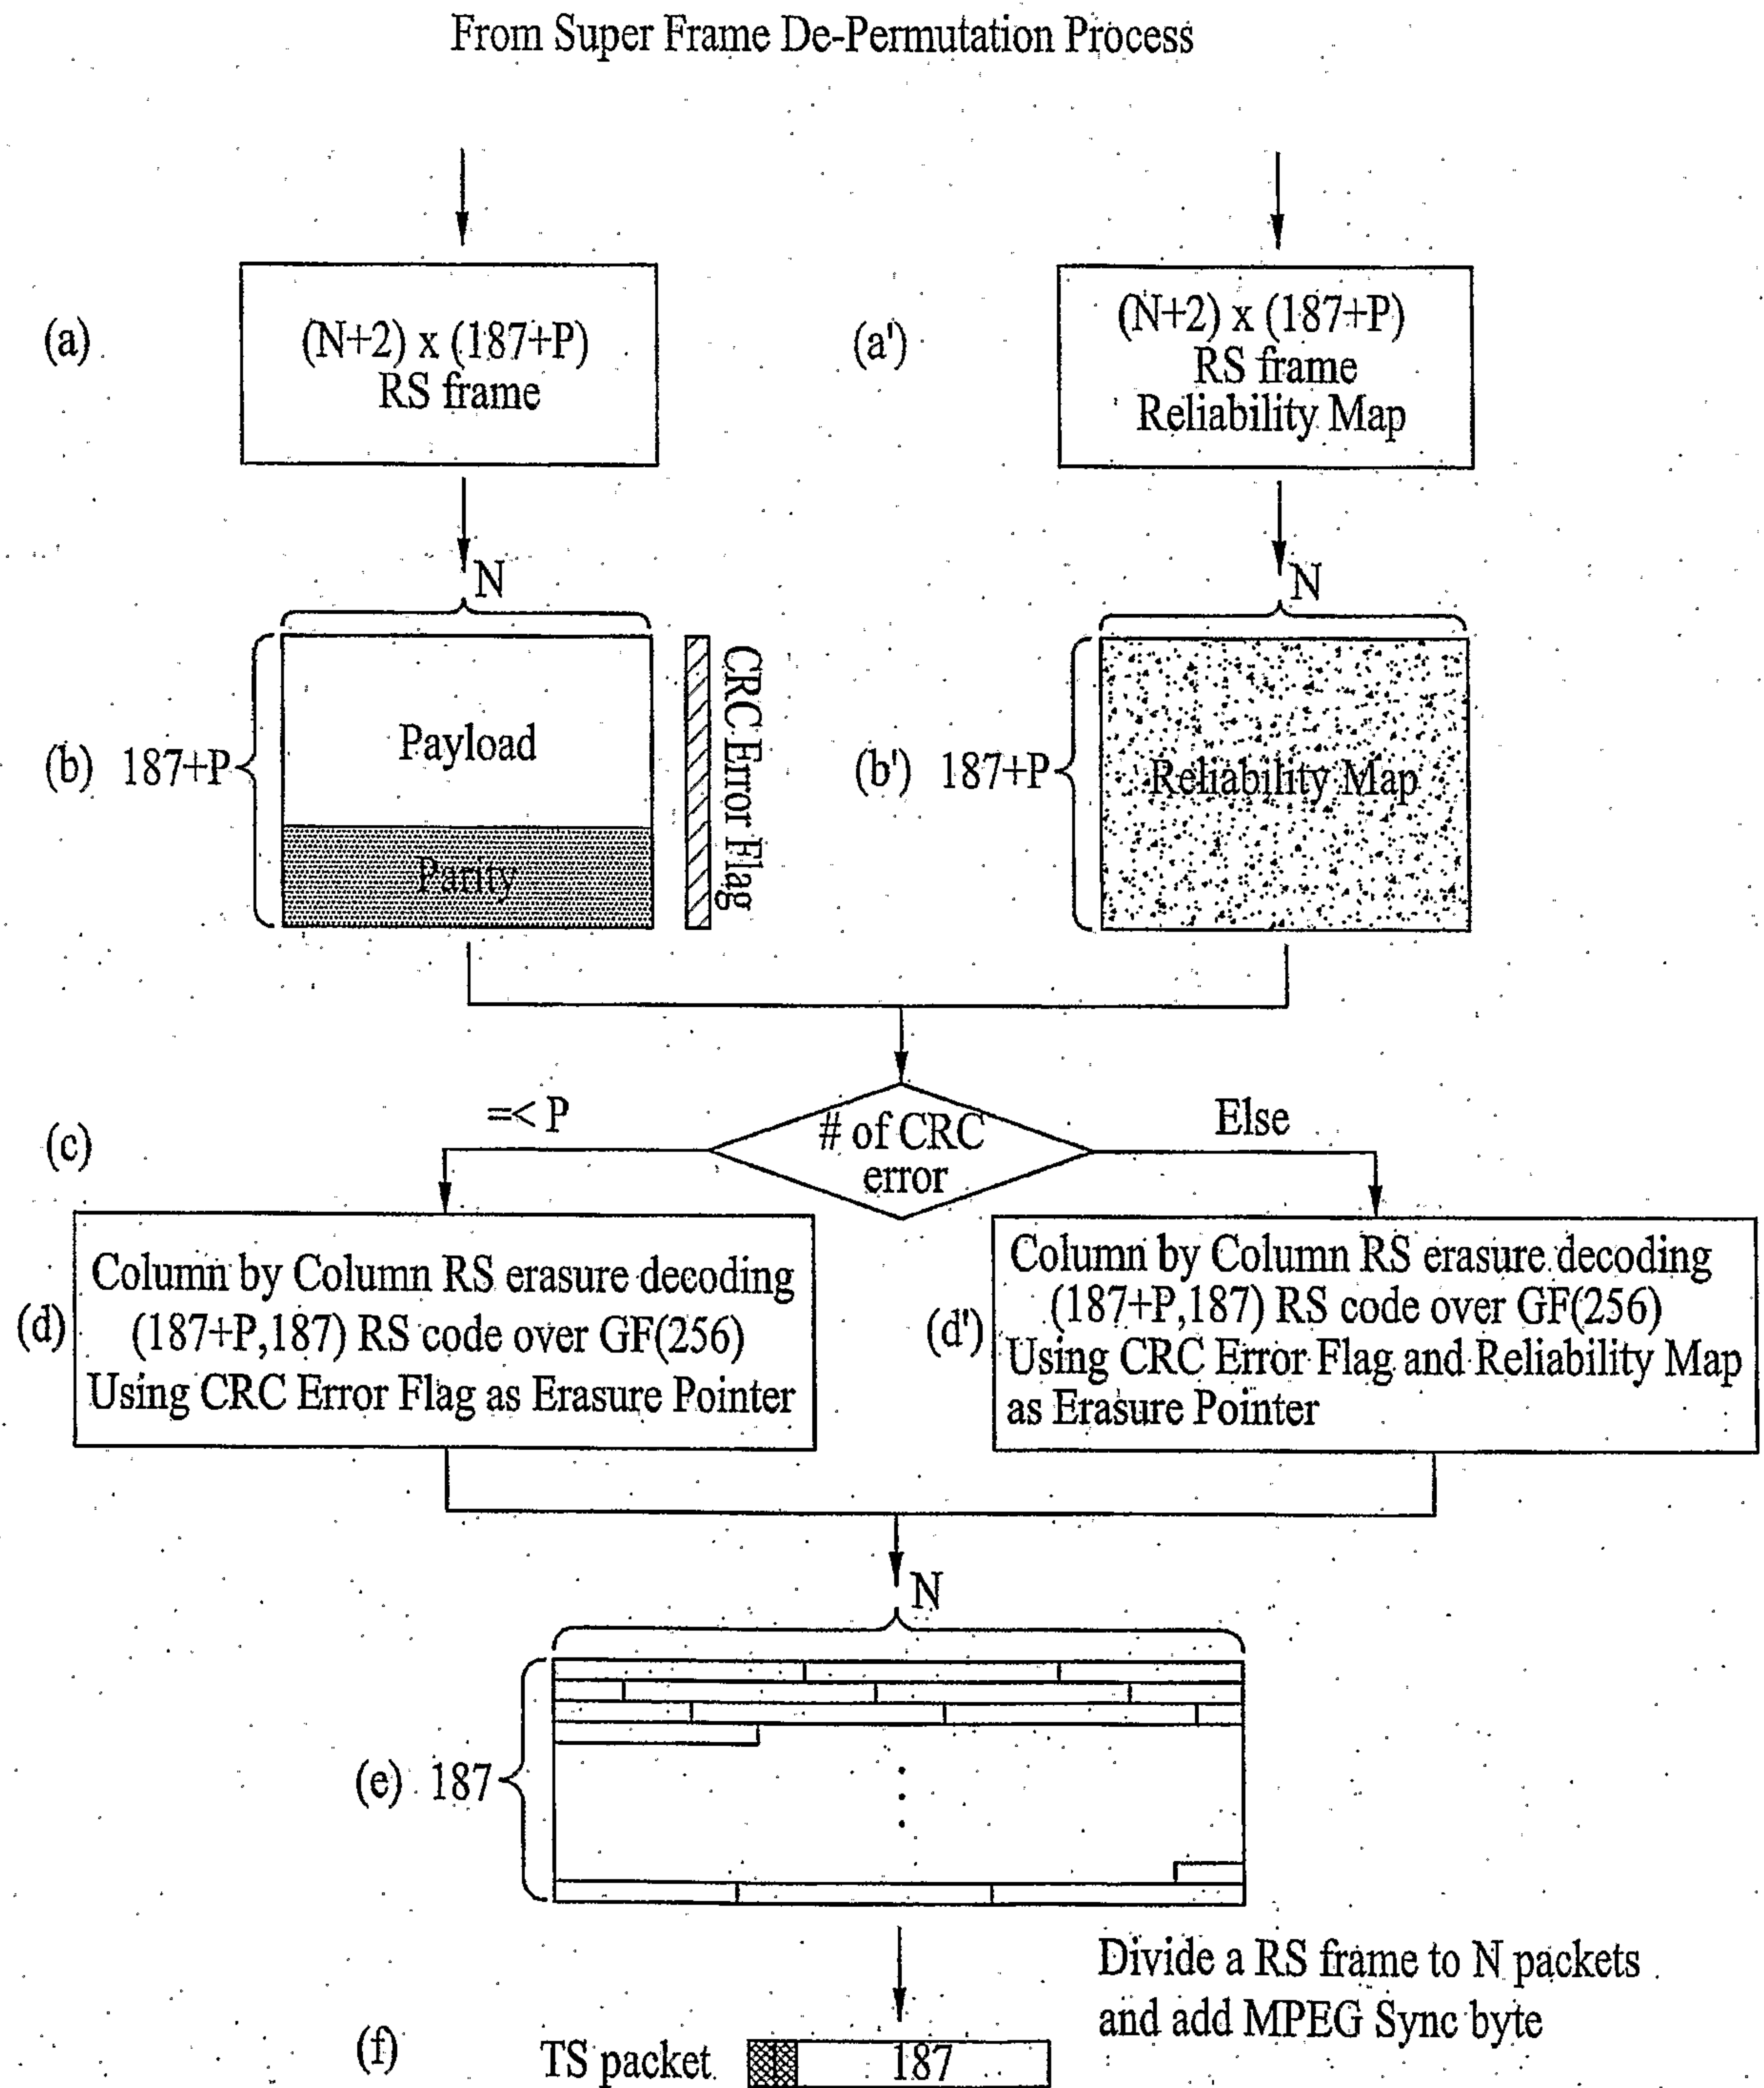 From Super Frame De-Permutation Process
(a)
(N+2) x (187+P)
RS frame
(a')
(N+2) x (187+P)
RS frame
Reliability Map
N
N
(b)
187+P
Payload
Parity
CRC Error Flag
(b')
187+P
Reliability Map
(c)
=< P
# of CRC
error
Else
(d)
Column by Column RS erasure decoding
(187+P,187) RS code over GF(256)
Using CRC Error Flag as Erasure Pointer
(d')
Column by Column RS erasure decoding
(187+P,187) RS code over GF(256)
Using CRC Error Flag and Reliability Map
as Erasure Pointer
N
(e)
187
Divide a RS frame to N packets
and add MPEG Sync byte
(f)
TS packet
1
187